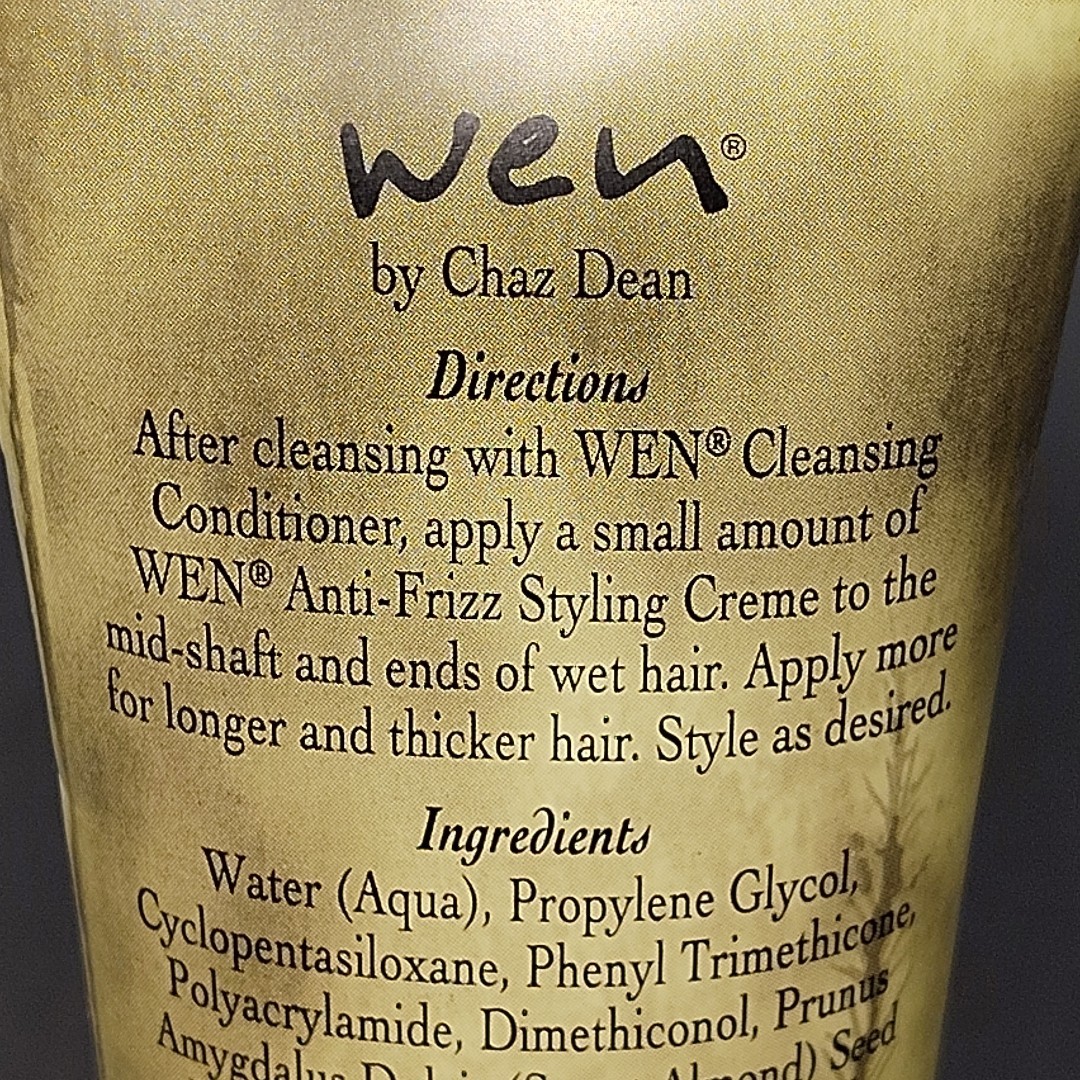 wen®
by Chaz Dean
Directions
After cleansing with WEN® Cleansing
Conditioner, apply a small amount of
WEN® Anti-Frizz Styling Creme to the
mid-shaft and ends of wet hair. Apply more
for longer and thicker hair. Style as desired.
Ingredients
Water (Aqua), Propylene Glycol,
Cyclopentasiloxane, Phenyl Trimethicone,
Polyacrylamide, Dimethiconol, Prunus
Amygdalus Seed